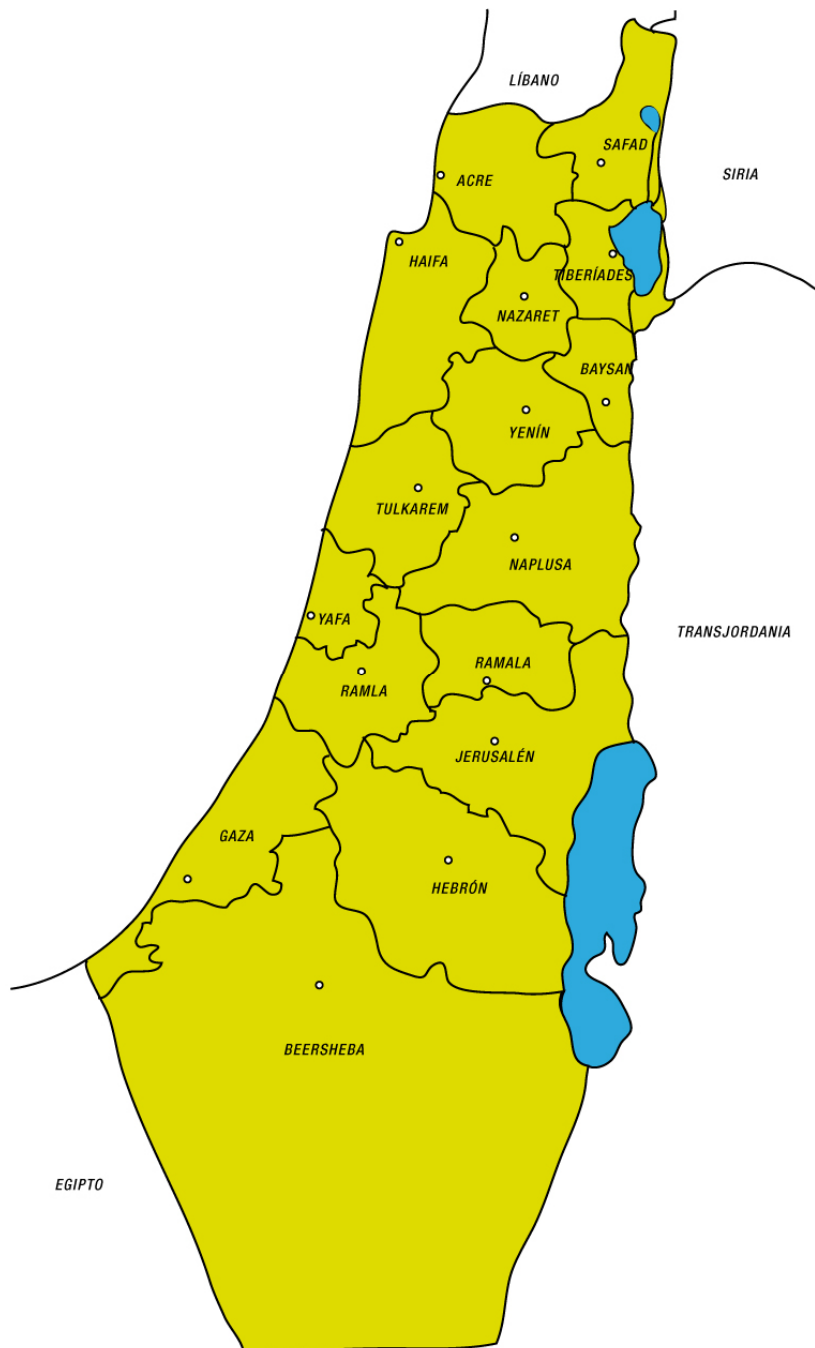 LÍBANO
SAFAD
SIRIA
ACRE
HAIFA
TIBERÍADES
NAZARET
BAYSAN
YENÍN
TULKAREM
NAPLUSA
YAFA
TRANSJORDANIA
RAMALA
RAMLA
JERUSALÉN
GAZA
HEBRÓN
BEERSHEBA
EGIPTO